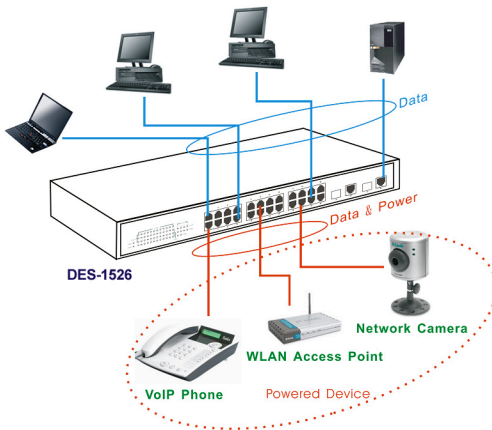 Data
Data & Power
DES-1526
Network Camera
WLAN Access Point
VoIP Phone
Powered Device